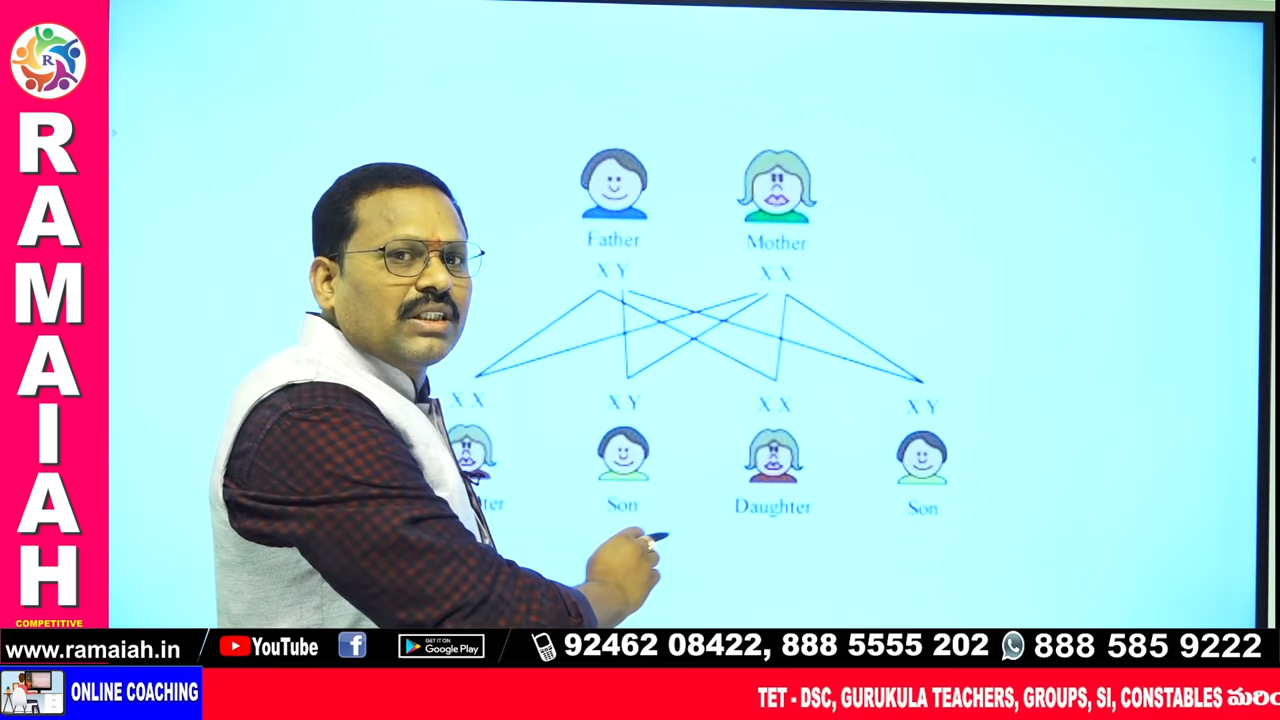 R
RAMAIAH
COMPETITIVE
Father
Mother
X Y
X X
X X
X Y
X X
X Y
Son
Daughter
Son
www.ramaiah.in
YouTube
f
GET IT ON
Google Play
92462 08422, 888 5555 202
888 585 9222
ONLINE COACHING
TET - DSC, GURUKULA TEACHERS, GROUPS, SI, CONSTABLES